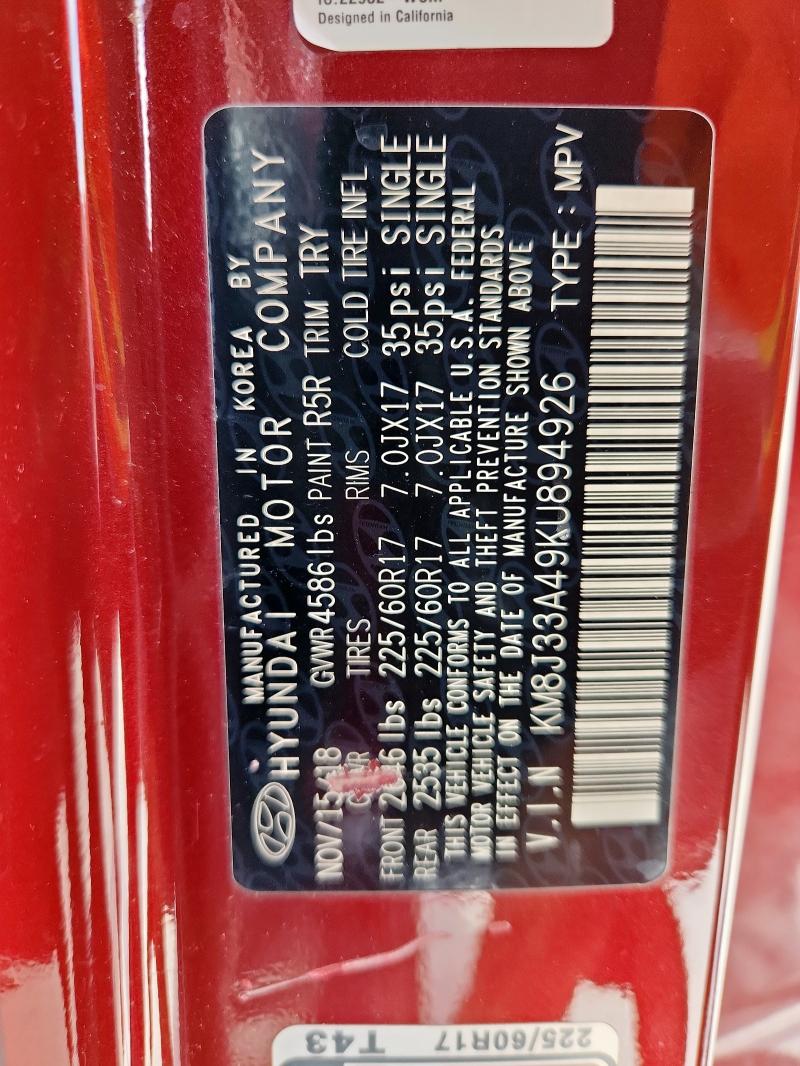 Designed in California
MANUFACTURED IN KOREA BY
HYUNDAI MOTOR COMPANY
NOV/15/18 GVWR 4586lbs PAINT R5R TRIM TRY
TIRES RIMS COLD TIRE INFL
FRONT lbs 225/60R17 7.0JX17 35psi SINGLE
REAR 2535 lbs 225/60R17 7.0JX17 35psi SINGLE
THIS VEHICLE CONFORMS TO ALL APPLICABLE U.S.A. FEDERAL
MOTOR VEHICLE SAFETY AND THEFT PREVENTION STANDARDS
IN EFFECT ON THE DATE OF MANUFACTURE SHOWN ABOVE
V.I.N KM8J33A49KU894926 TYPE : MPV
225/60R17 T43